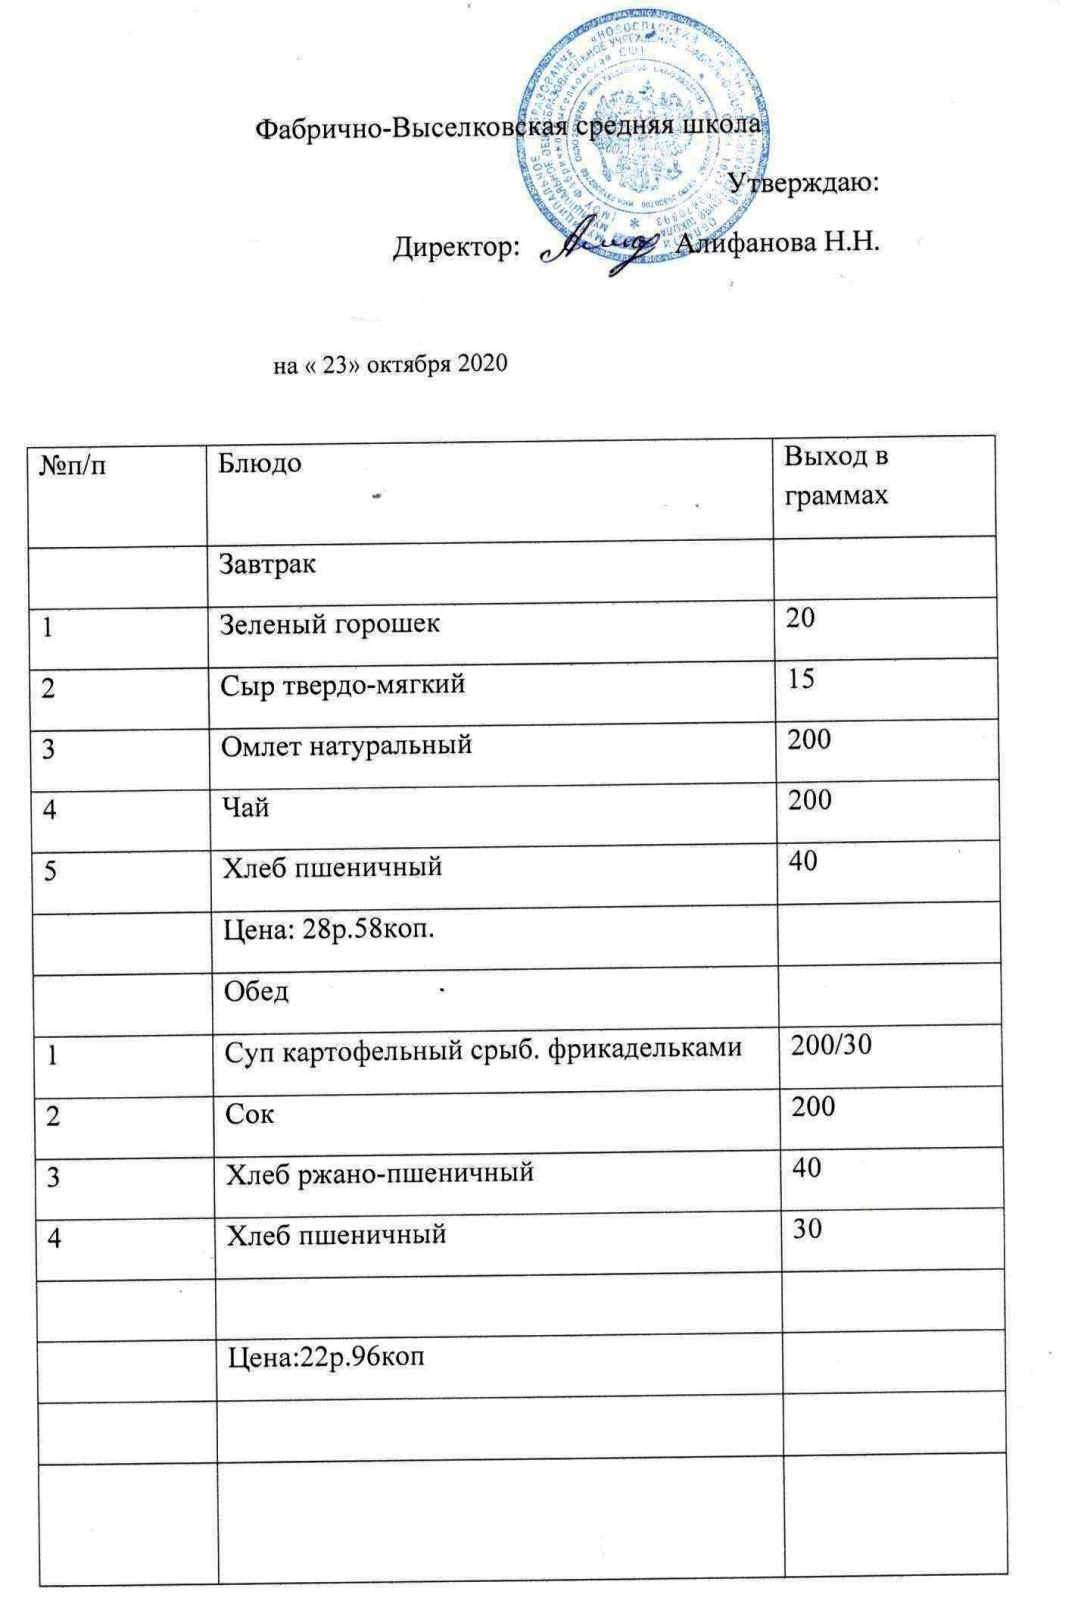 Фабрично-Выселковская средняя школа
Утверждаю:
Директор: Алифанова Н.Н.
на « 23» октября 2020
№п/п Блюдо Выход в
граммах
Завтрак
1 Зеленый горошек 20
2 Сыр твердо-мягкий 15
3 Омлет натуральный 200
4 Чай 200
5 Хлеб пшеничный 40
Цена: 28р.58коп.
Обед
1 Суп картофельный срыб. фрикадельками 200/30
2 Сок 200
3 Хлеб ржано-пшеничный 40
4 Хлеб пшеничный 30
Цена:22р.96коп